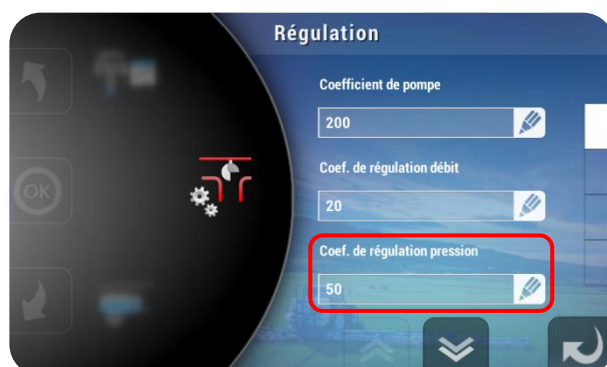 Régulation
Coefficient de pompe
200
Coef. de régulation débit
20
OK
Coef. de régulation pression
50